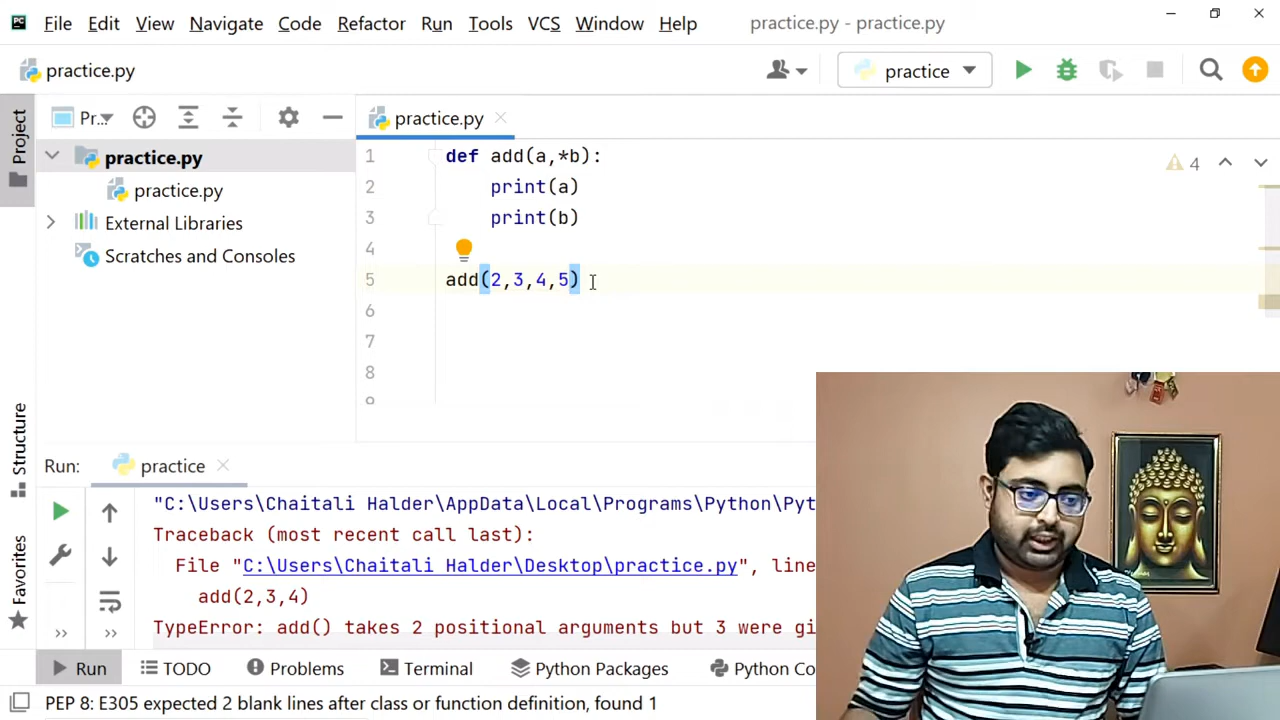 PC File Edit View Navigate Code Refactor Run Tools VCS Window Help practice.py - practice.py
practice.py practice
Project
Pr...
practice.py
practice.py
External Libraries
Scratches and Consoles
practice.py
1 def add(a,*b):
2 print(a)
3 print(b)
4
5 add(2,3,4,5)
6
7
8
9
4
Structure
Favorites
Run: practice
"C:\Users\Chaitali Halder\AppData\Local\Programs\Python\Pyt
Traceback (most recent call last):
File "C:\Users\Chaitali Halder\Desktop\practice.py", line
add(2,3,4)
TypeError: add() takes 2 positional arguments but 3 were gi
Run TODO Problems Terminal Python Packages Python Co
PEP 8: E305 expected 2 blank lines after class or function definition, found 1